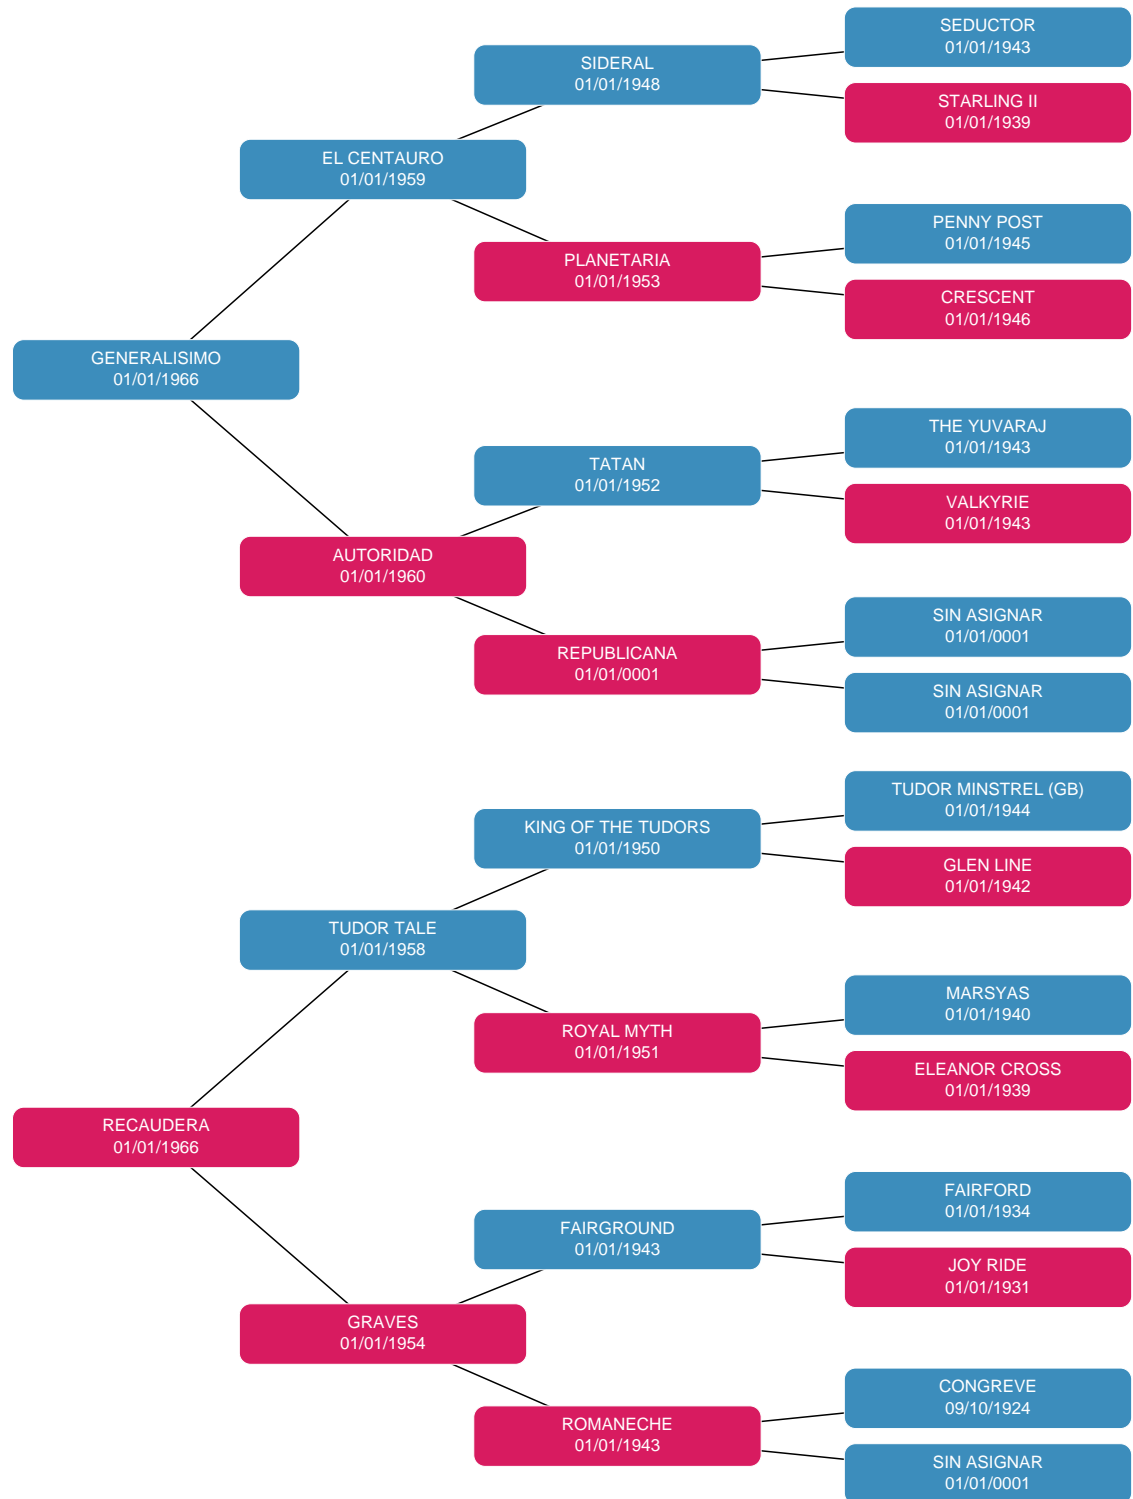 SEDUCTOR
01/01/1943
SIDERAL
01/01/1948
STARLING II
01/01/1939
EL CENTAURO
01/01/1959
PENNY POST
01/01/1945
PLANETARIA
01/01/1953
CRESCENT
01/01/1946
GENERALISIMO
01/01/1966
THE YUVARAJ
01/01/1943
TATAN
01/01/1952
VALKYRIE
01/01/1943
AUTORIDAD
01/01/1960
SIN ASIGNAR
01/01/0001
REPUBLICANA
01/01/0001
SIN ASIGNAR
01/01/0001
TUDOR MINSTREL (GB)
01/01/1944
KING OF THE TUDORS
01/01/1950
GLEN LINE
01/01/1942
TUDOR TALE
01/01/1958
MARSYAS
01/01/1940
ROYAL MYTH
01/01/1951
ELEANOR CROSS
01/01/1939
RECAUDERA
01/01/1966
FAIRFORD
01/01/1934
FAIRGROUND
01/01/1943
JOY RIDE
01/01/1931
GRAVES
01/01/1954
CONGREVE
09/10/1924
ROMANECHE
01/01/1943
SIN ASIGNAR
01/01/0001